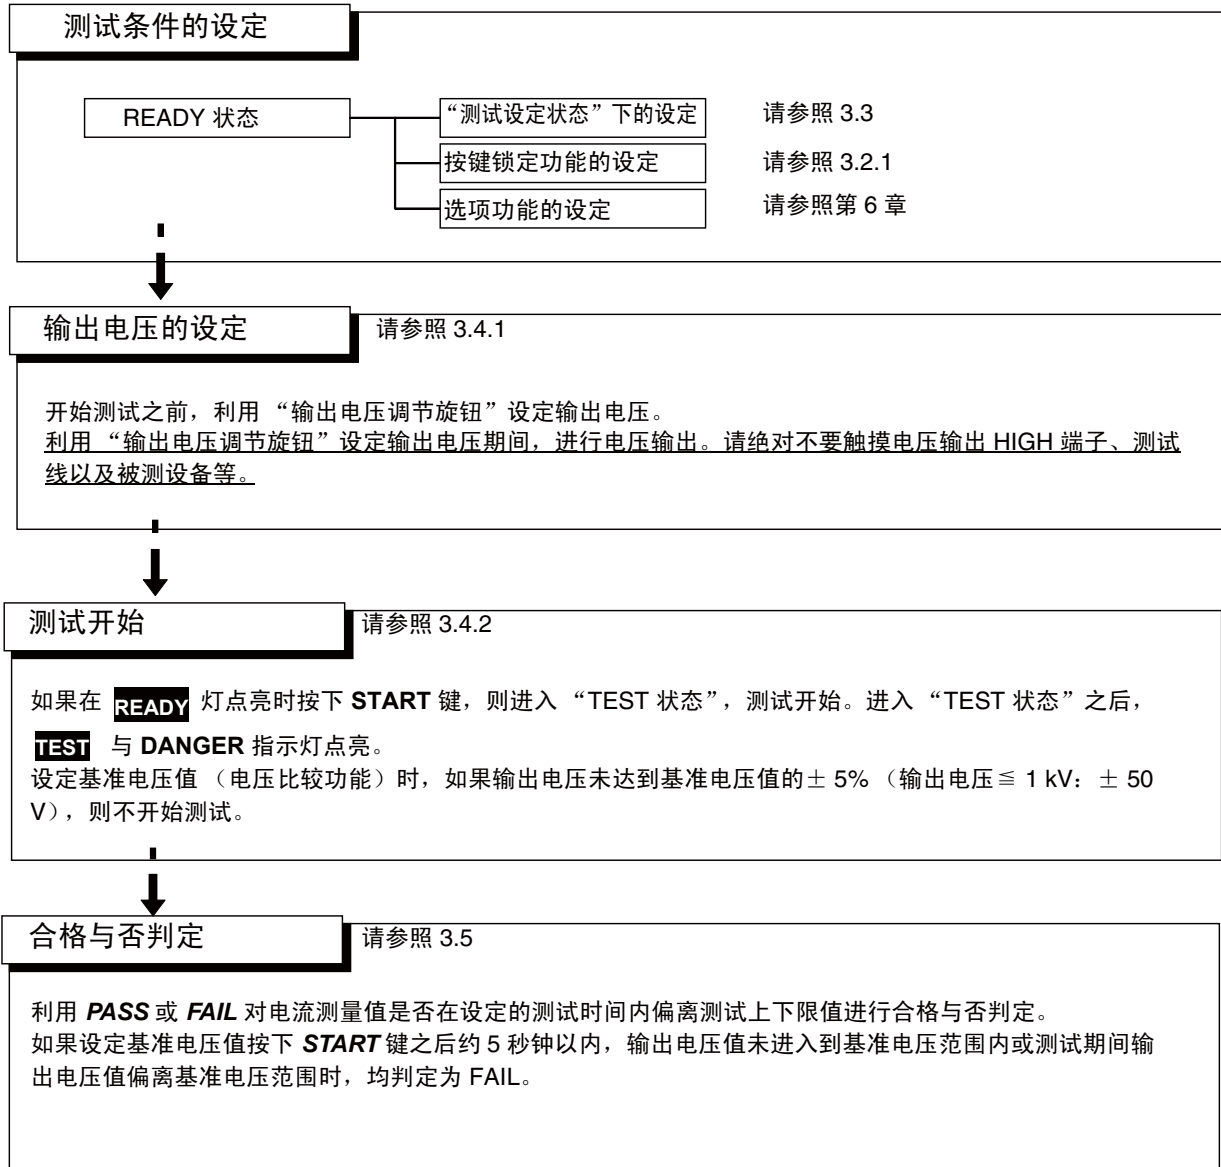 测试条件的设定
READY 状态
“测试设定状态”下的设定
请参照 3.3
按键锁定功能的设定
请参照 3.2.1
选项功能的设定
请参照第 6 章
输出电压的设定
请参照 3.4.1
开始测试之前，利用 “输出电压调节旋钮”设定输出电压。
利用 “输出电压调节旋钮”设定输出电压期间，进行电压输出。请绝对不要触摸电压输出 HIGH 端子、测试
线以及被测设备等。
测试开始
请参照 3.4.2
如果在 READY 灯点亮时按下 START 键，则进入 “TEST 状态”，测试开始。进入 “TEST 状态”之后，
TEST 与 DANGER 指示灯点亮。
设定基准电压值 （电压比较功能）时，如果输出电压未达到基准电压值的± 5% （输出电压≦ 1 kV：± 50
V），则不开始测试。
合格与否判定
请参照 3.5
利用 PASS 或 FAIL 对电流测量值是否在设定的测试时间内偏离测试上下限值进行合格与否判定。
如果设定基准电压值按下 START 键之后约 5 秒钟以内，输出电压值未进入到基准电压范围内或测试期间输
出电压值偏离基准电压范围时，均判定为 FAIL。